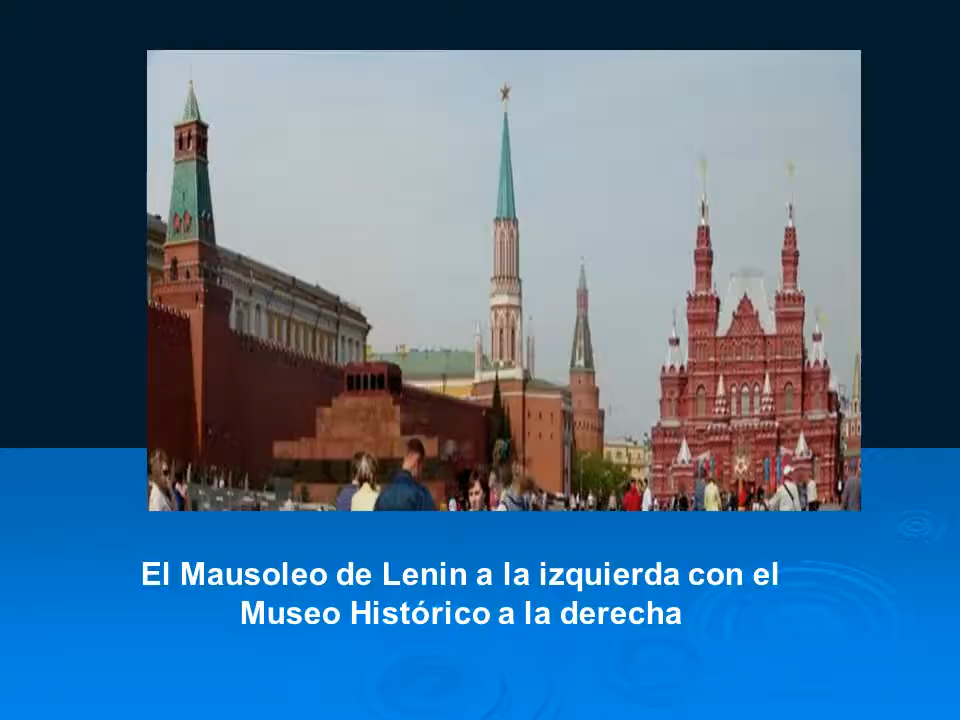 El Mausoleo de Lenin a la izquierda con el
Museo Histórico a la derecha